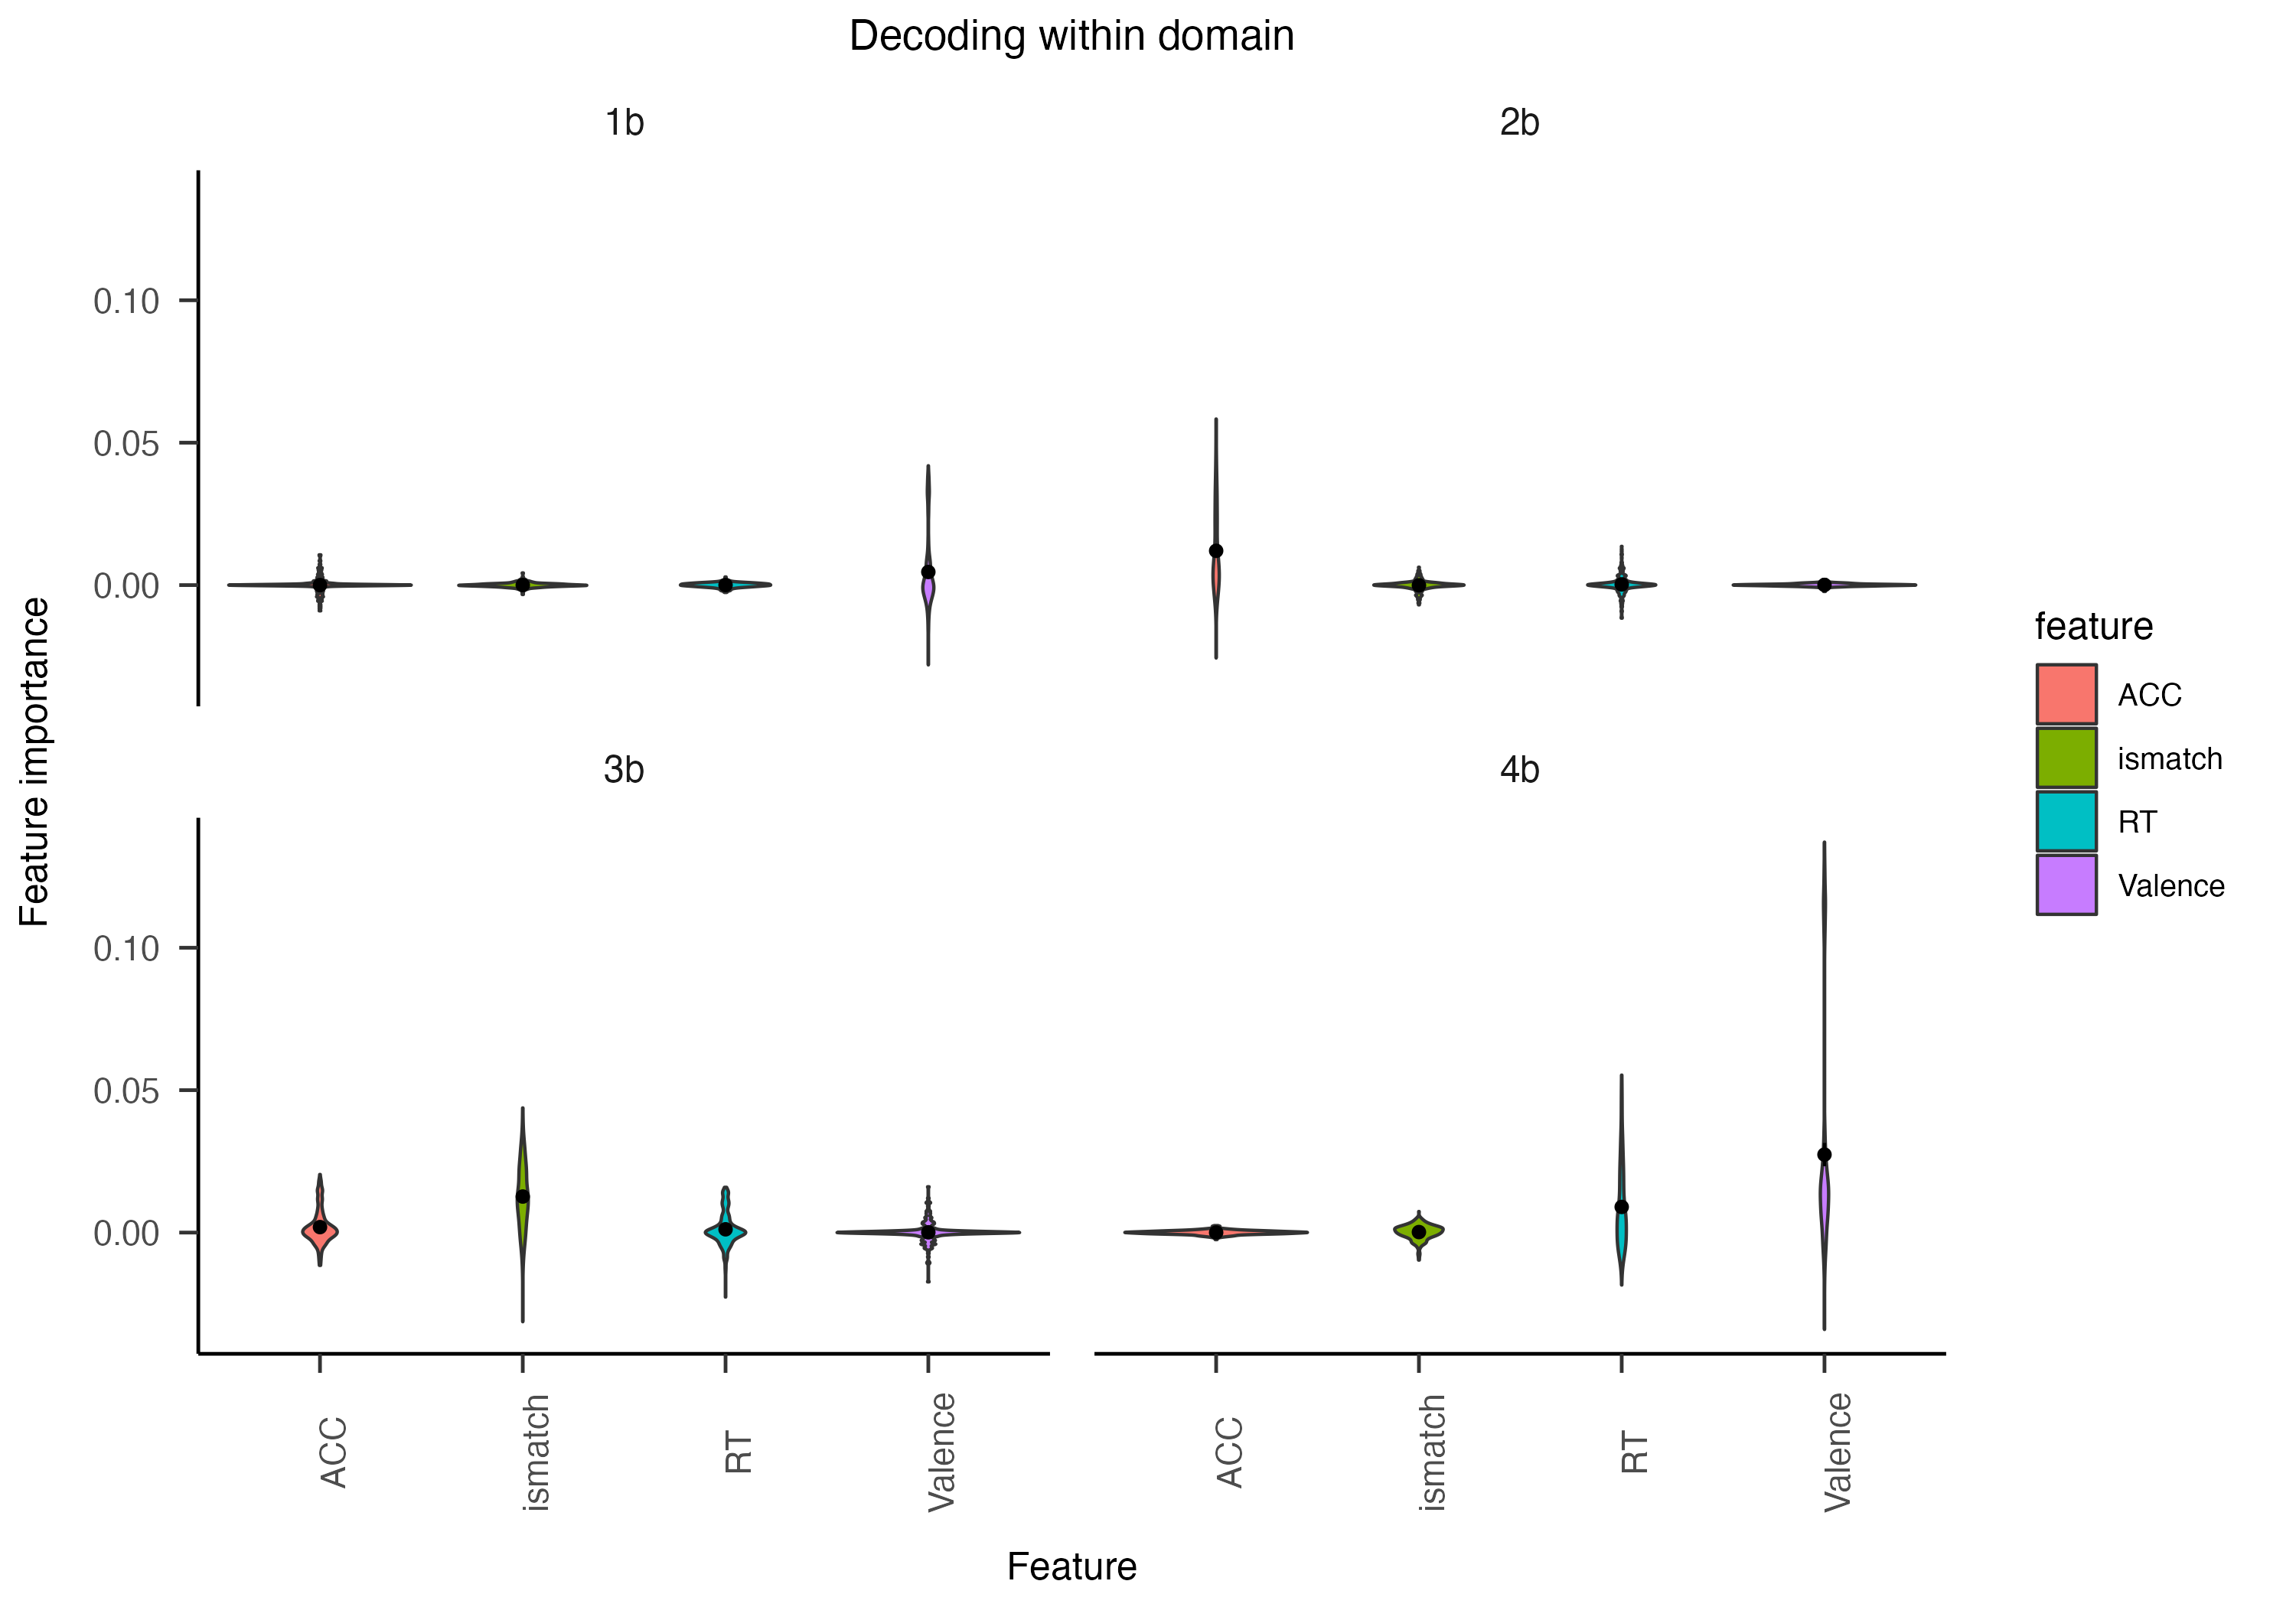 Decoding within domain
1b
2b
0.10
0.05
0.00
Feature importance
3b
4b
0.10
0.05
0.00
ACC
ismatch
RT
Valence
ACC
ismatch
RT
Valence
Feature
feature
ACC
ismatch
RT
Valence